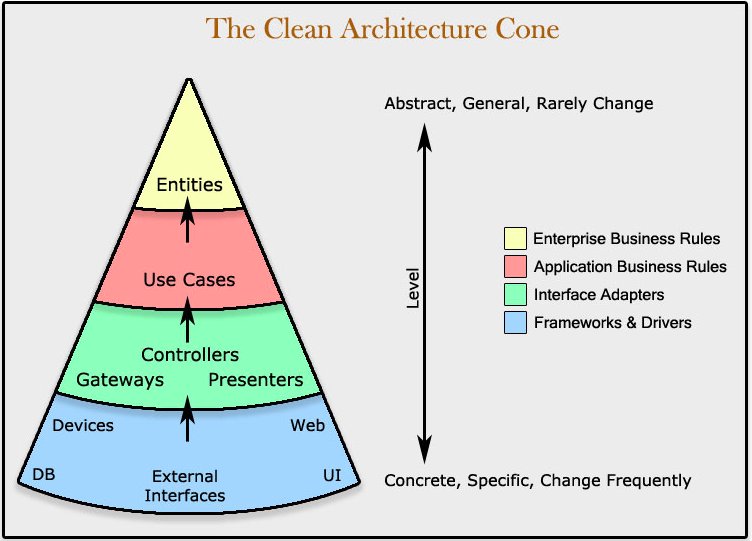 The Clean Architecture Cone
Abstract, General, Rarely Change
Entities
Enterprise Business Rules
Application Business Rules
Interface Adapters
Frameworks & Drivers
Level
Use Cases
Controllers
Gateways Presenters
Devices Web
DB UI
External
Interfaces
Concrete, Specific, Change Frequently